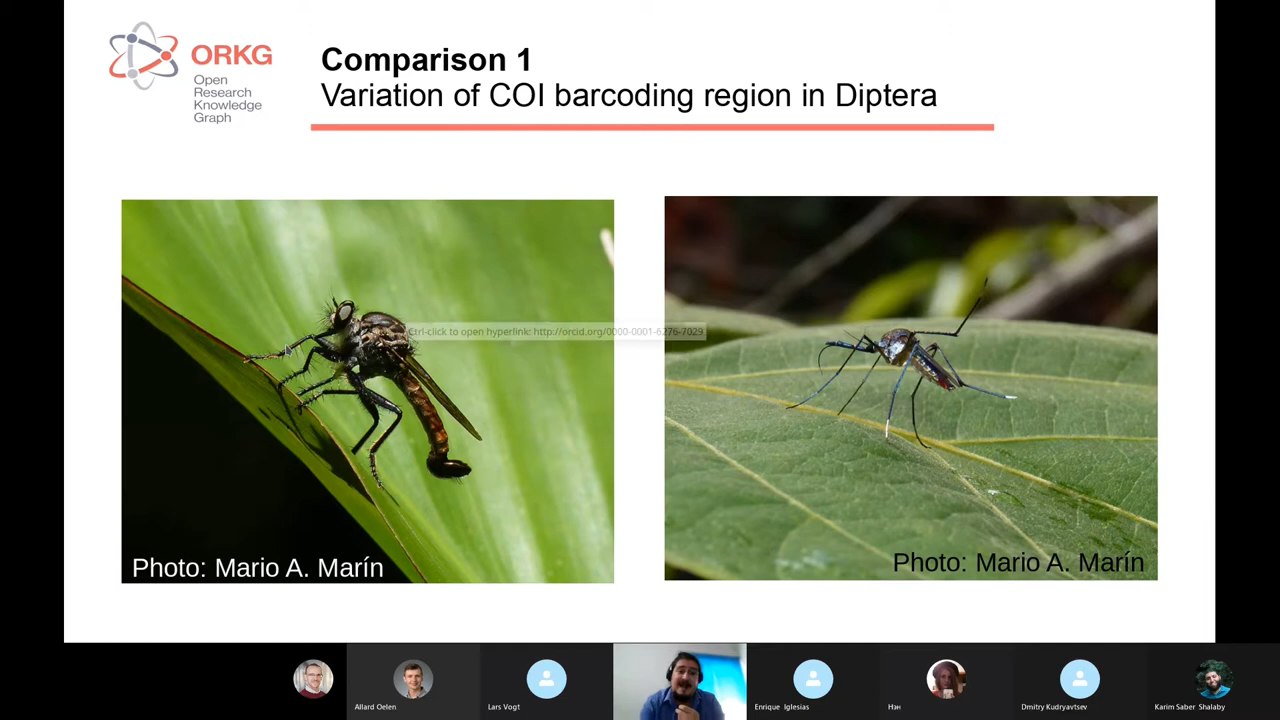 ORKG
Open
Research
Knowledge
Graph
Comparison 1
Variation of COI barcoding region in Diptera
Ctrl-click to open hyperlink: http://orcid.org/0000-0001-6276-7029
Photo: Mario A. Marín
Photo: Mario A. Marín
Allard Oelen
Lars Vogt
Enrique Iglesias
Нэн
Dmitry Kudryavtsev
Karim Saber Shalaby